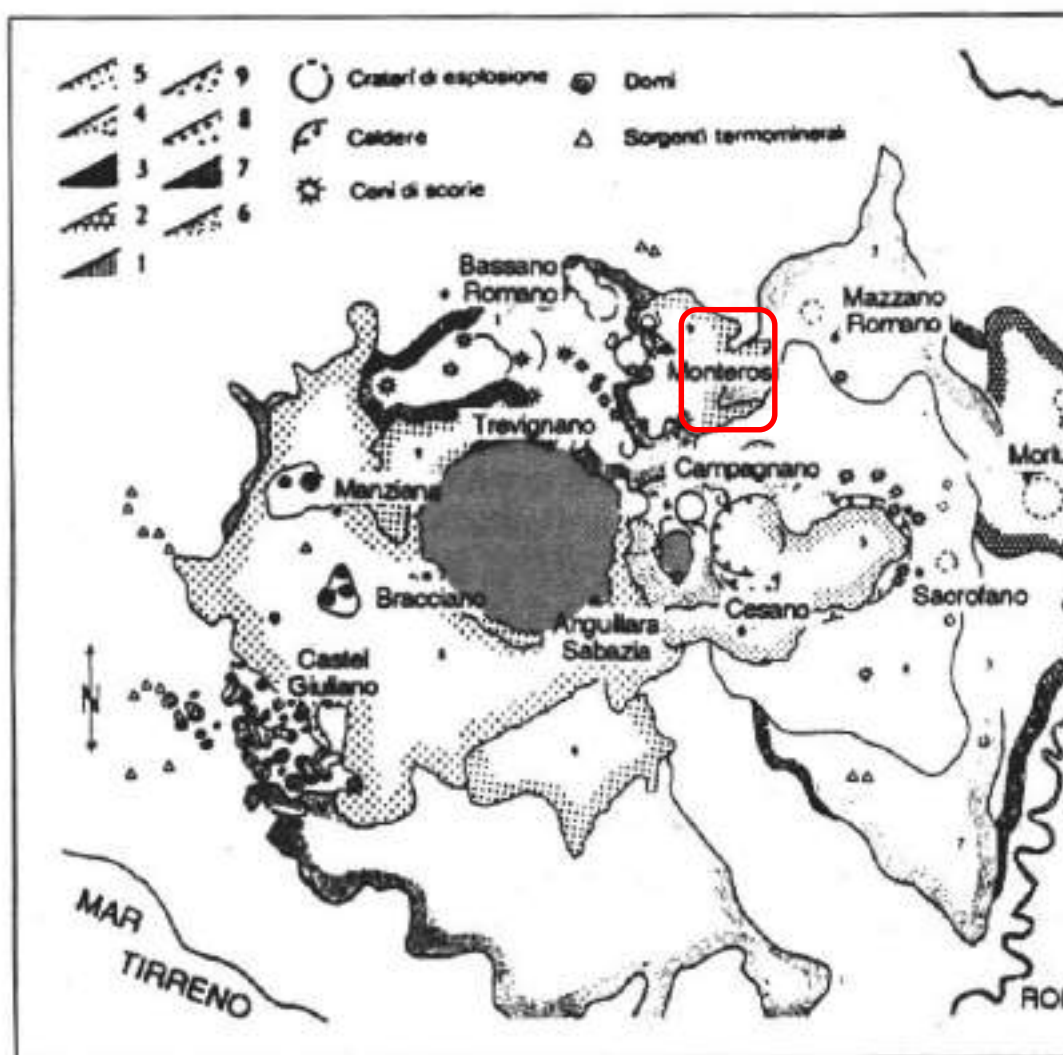 5 9 Crateri di esplosione Domi
4 8 Caldere Sorgenti termominerali
3 7 Coni di scorie
2 6
1
Bassano
Romano
Mazzano
Romano
Monterosi
Trevignano
Campagnano
Manziana
Bracciano
Anguillara
Sabazia
Cesano
Sacrofano
Castel
Giuliano
N
MAR
TIRRENO